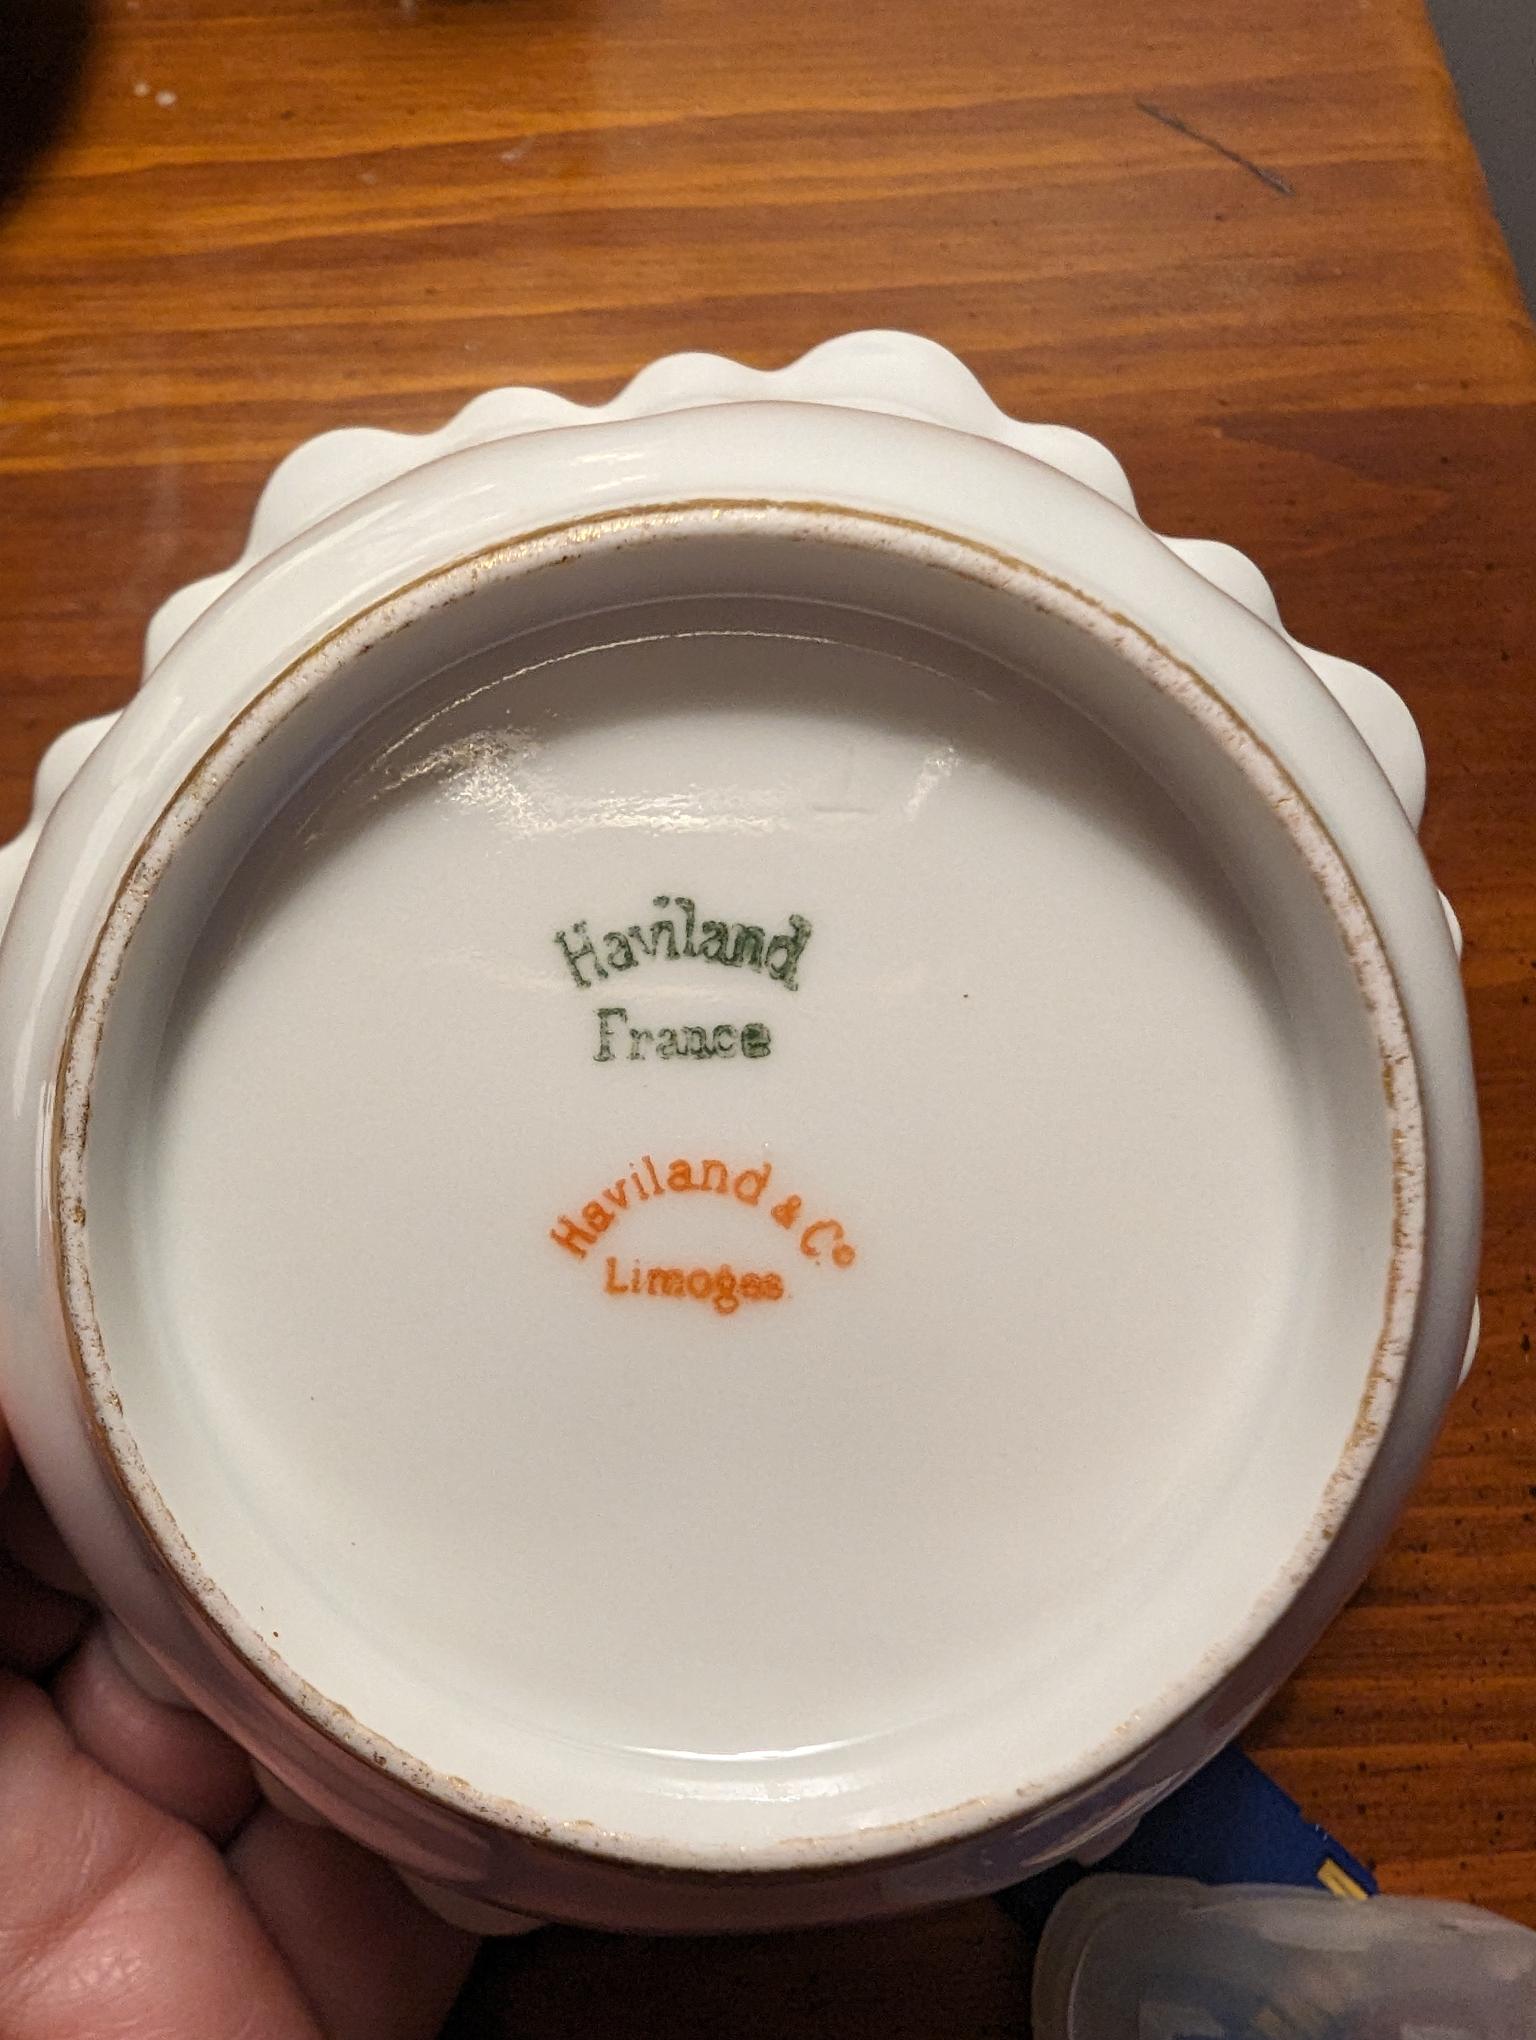 Haviland
France
Haviland & Co
Limoges